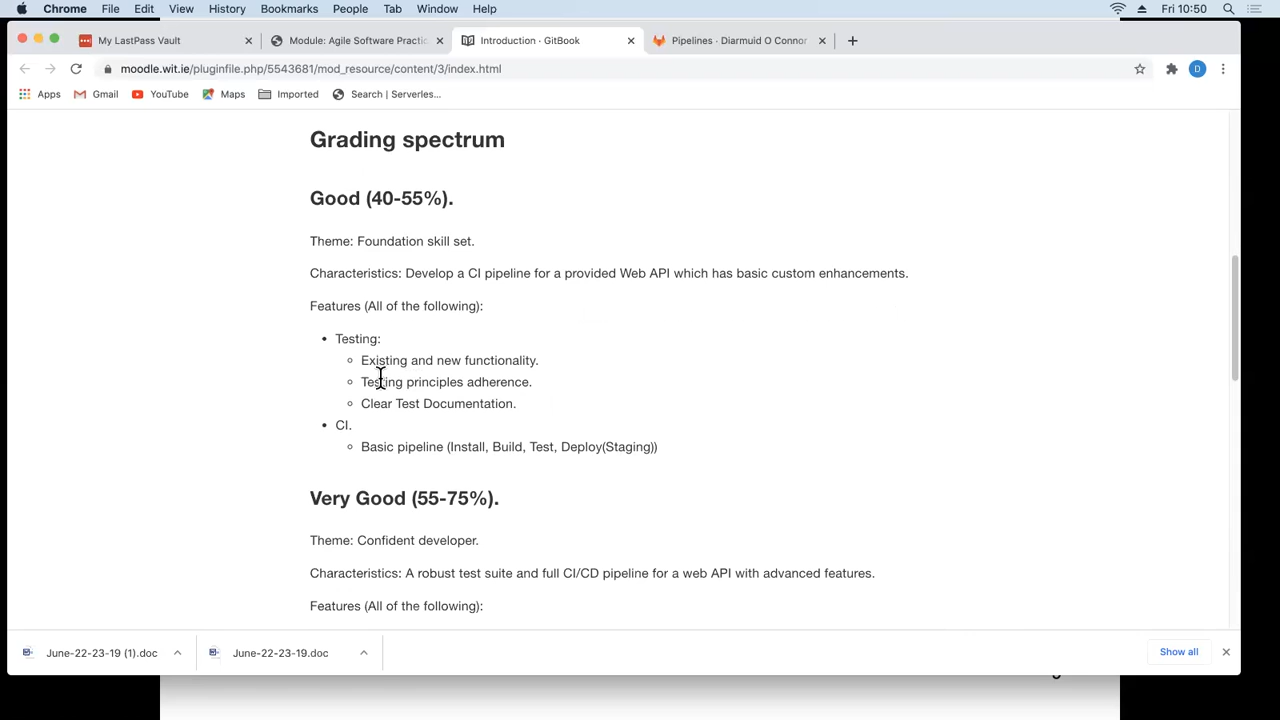 Chrome File Edit View History Bookmarks People Tab Window Help Fri 10:50
My LastPass Vault Module: Agile Software Practic Introduction · GitBook Pipelines · Diarmuid O Connor
moodle.wit.ie/pluginfile.php/5543681/mod_resource/content/3/index.html D
Apps Gmail YouTube Maps Imported Search | Serverles...
Grading spectrum
Good (40-55%).
Theme: Foundation skill set.
Characteristics: Develop a CI pipeline for a provided Web API which has basic custom enhancements.
Features (All of the following):
• Testing:
◦ Existing and new functionality.
◦ Testing principles adherence.
◦ Clear Test Documentation.
• CI.
◦ Basic pipeline (Install, Build, Test, Deploy(Staging))
Very Good (55-75%).
Theme: Confident developer.
Characteristics: A robust test suite and full CI/CD pipeline for a web API with advanced features.
Features (All of the following):
June-22-23-19 (1).doc June-22-23-19.doc Show all